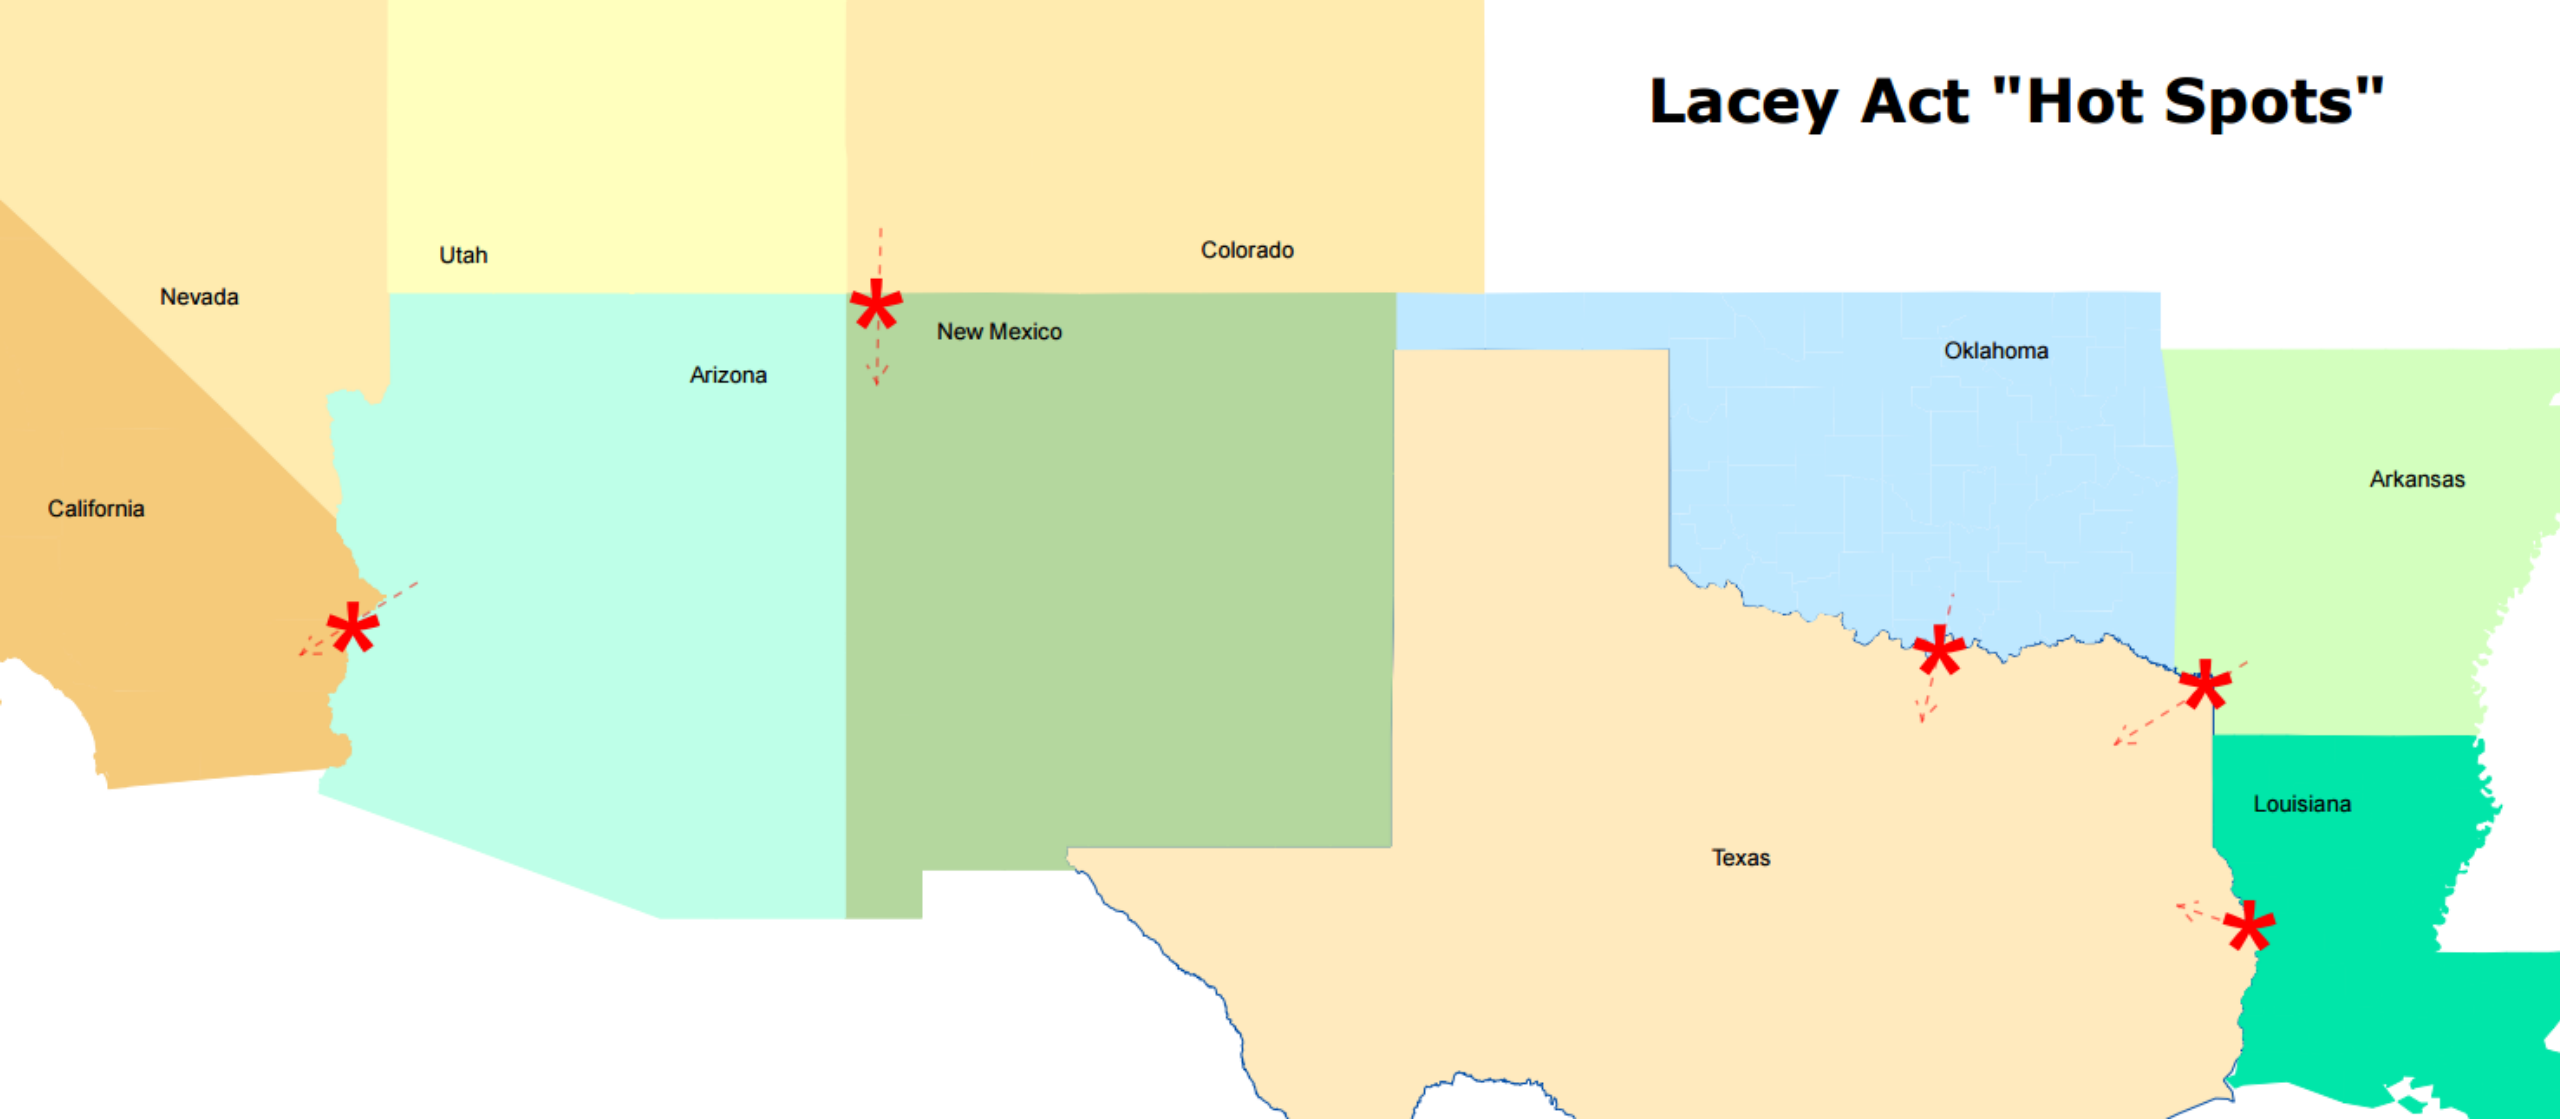 Lacey Act "Hot Spots"
Utah
Colorado
Nevada
New Mexico
Oklahoma
Arizona
Arkansas
California
Louisiana
Texas